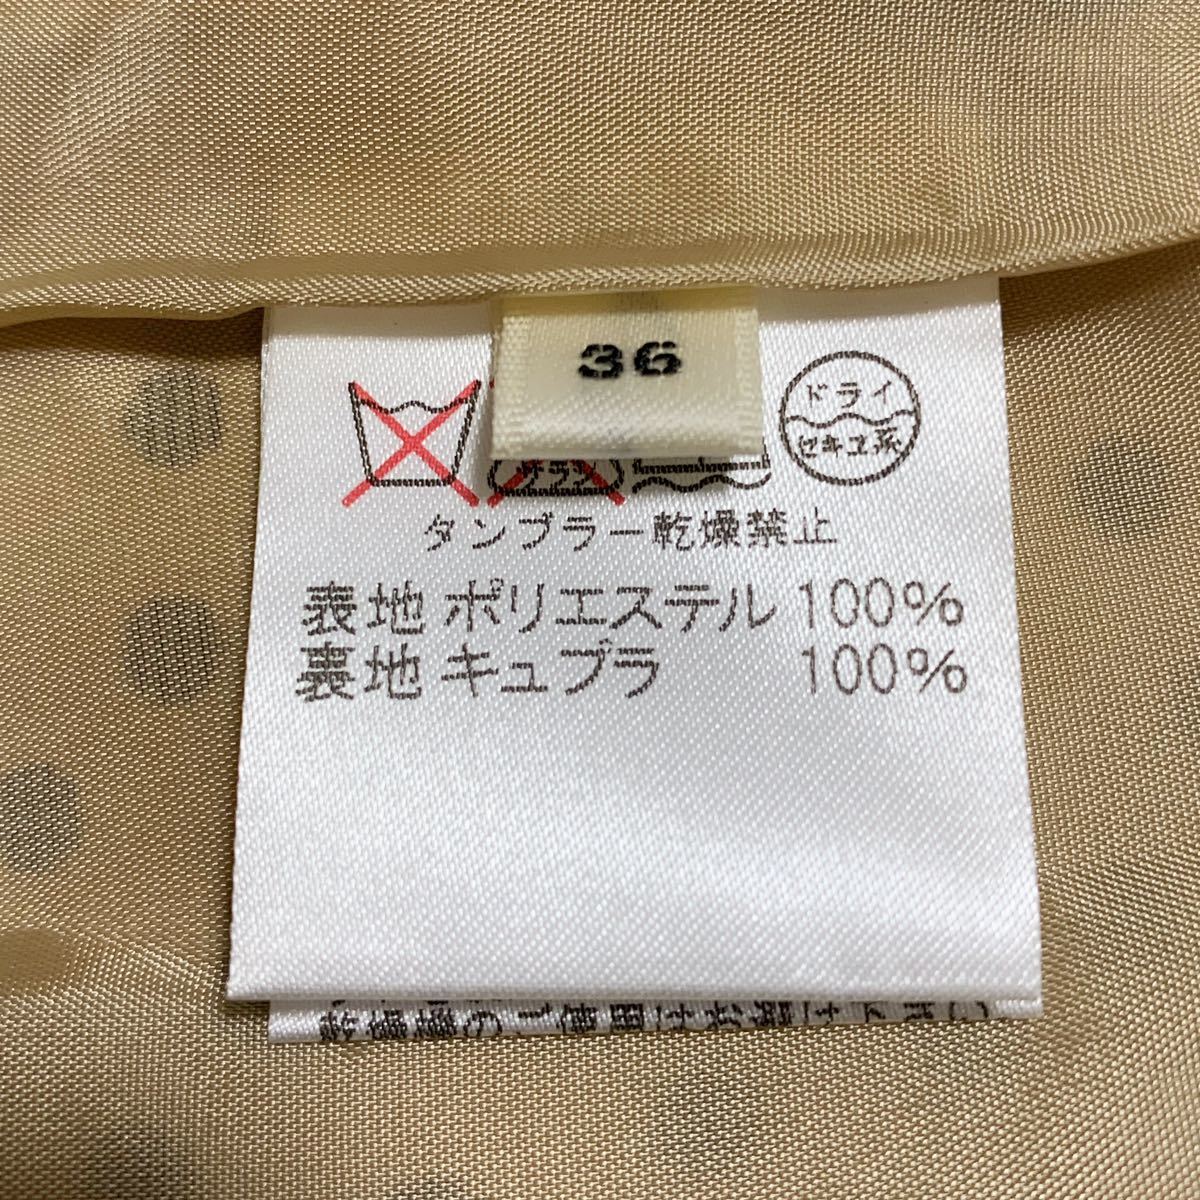 36
ドライ
セキユ系
タンブラー乾燥禁止
表地 ポリエステル 100%
裏地 キュプラ 100%